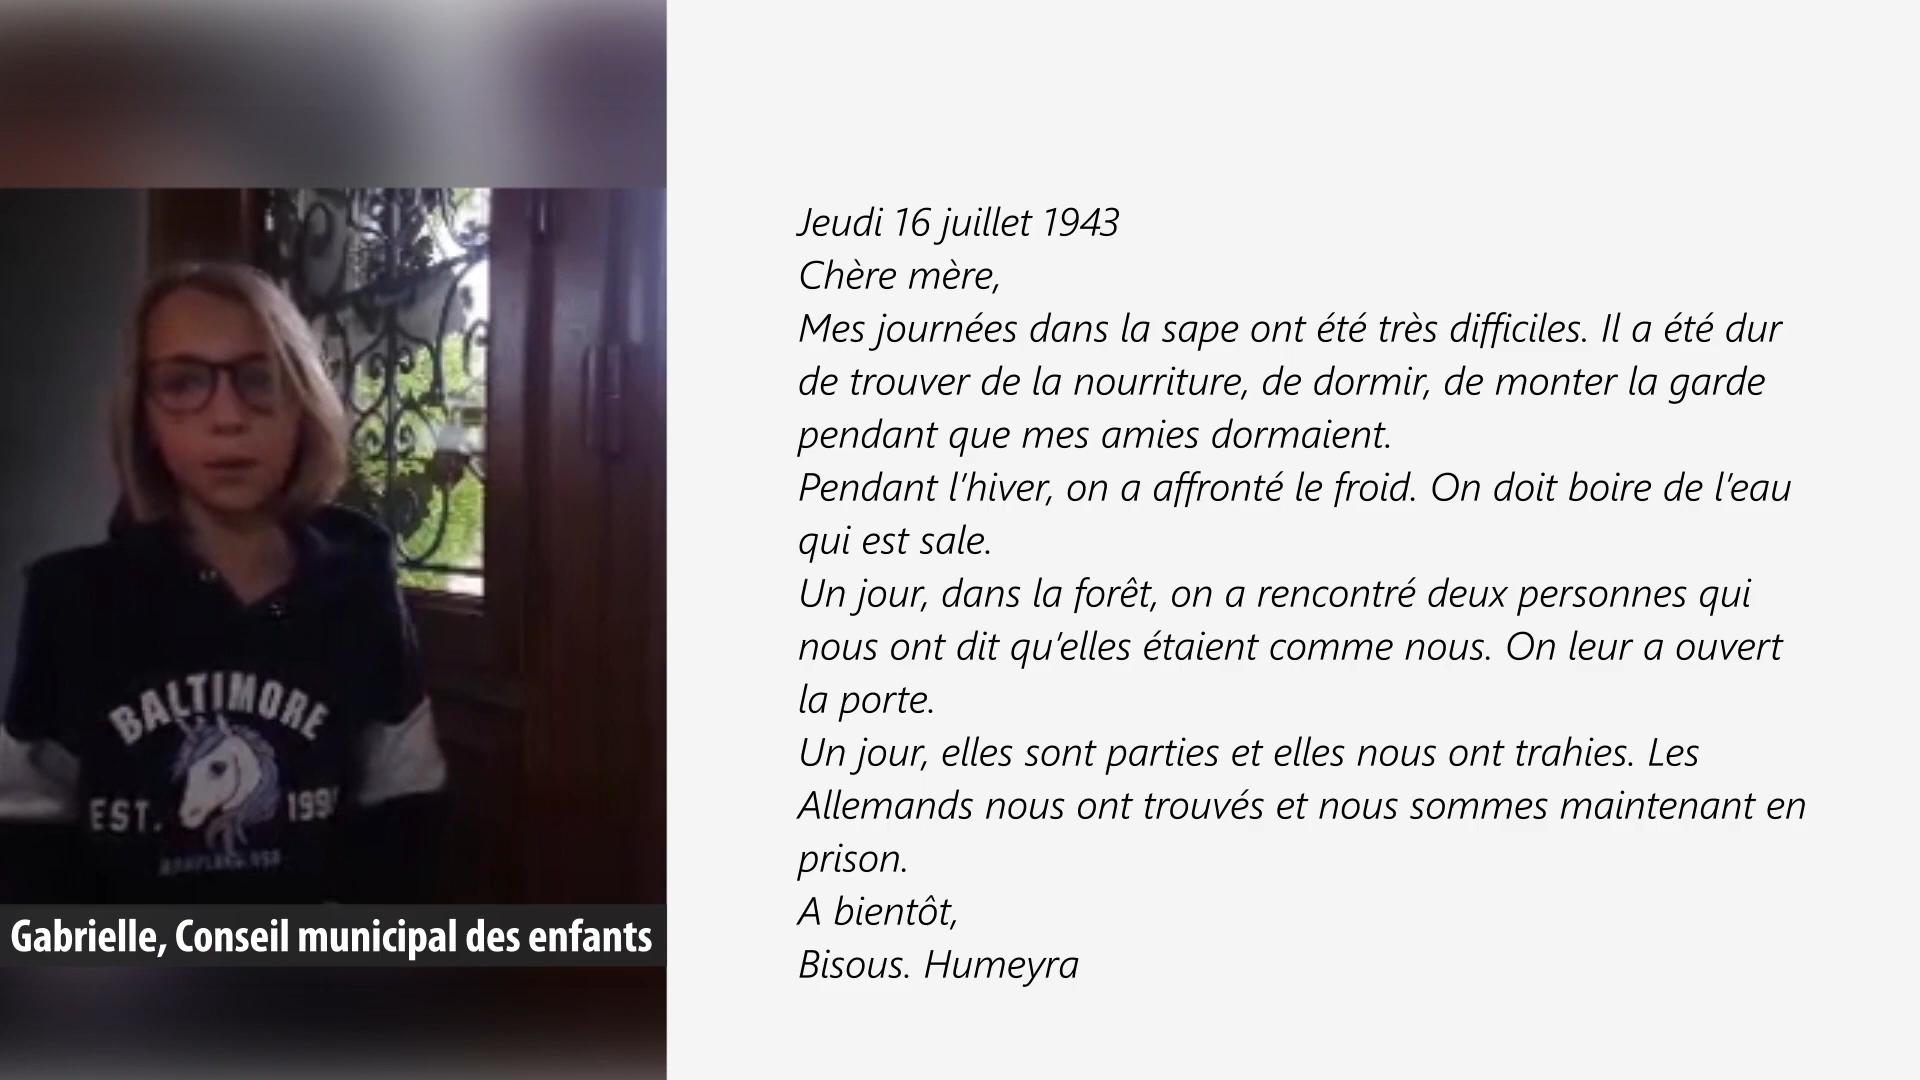 Jeudi 16 juillet 1943
Chère mère,
Mes journées dans la sape ont été très difficiles. Il a été dur
de trouver de la nourriture, de dormir, de monter la garde
pendant que mes amies dormaient.
Pendant l'hiver, on a affronté le froid. On doit boire de l'eau
qui est sale.
Un jour, dans la forêt, on a rencontré deux personnes qui
nous ont dit qu'elles étaient comme nous. On leur a ouvert
la porte.
Un jour, elles sont parties et elles nous ont trahies. Les
Allemands nous ont trouvés et nous sommes maintenant en
prison.
A bientôt,
Bisous. Humeyra
BALTIMORE
EST.
Gabrielle, Conseil municipal des enfants